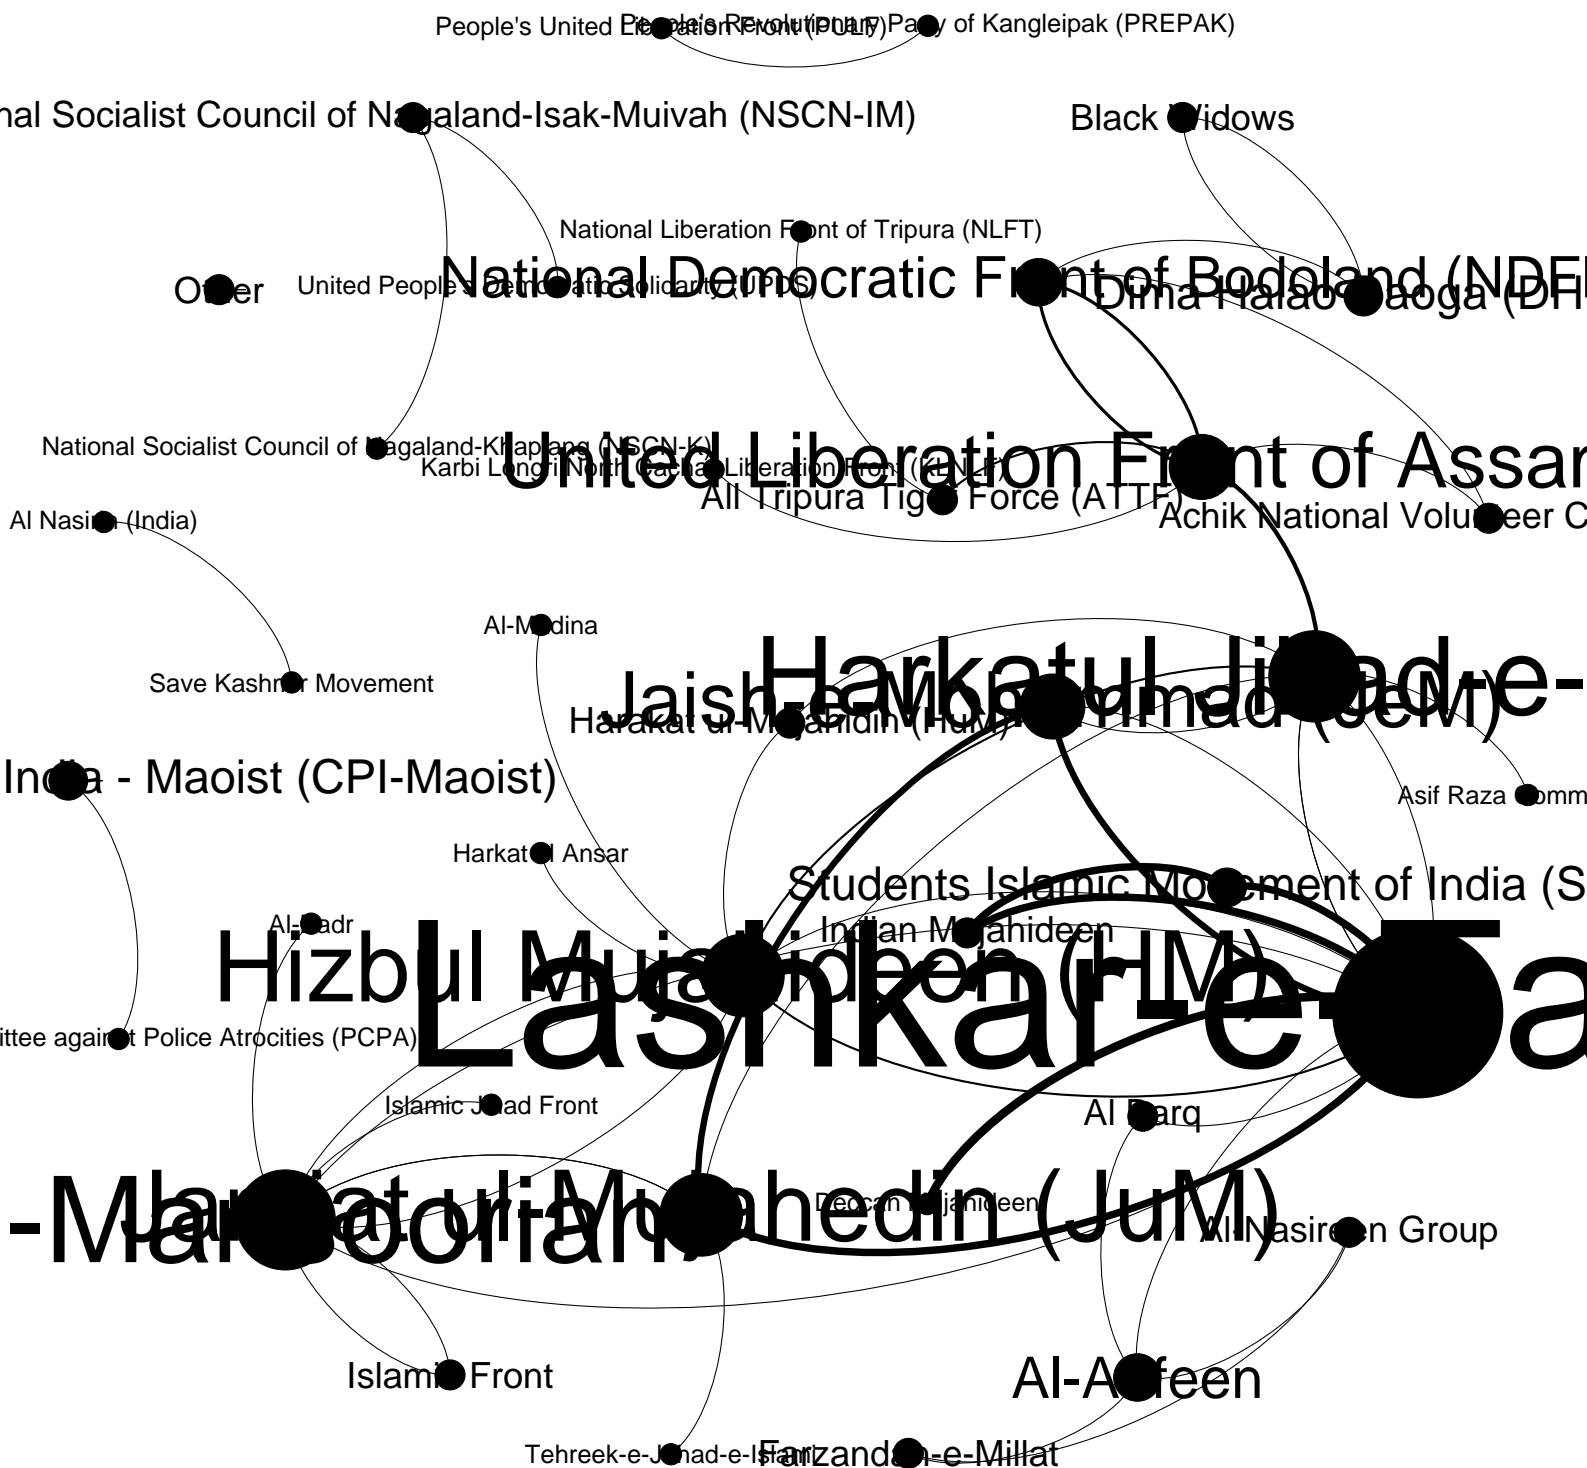 People's United Liberation Front (PULF)
People's Revolutionary Party of Kangleipak (PREPAK)
nal Socialist Council of Nagaland-Isak-Muivah (NSCN-IM)
Black Widows
National Liberation Front of Tripura (NLFT)
National Democratic Front of Bodoland (NDF
Other
United People's Democratic Solidarity (UPDS)
Dima Halao Daoga (DH
National Socialist Council of Nagaland-Khaplang (NSCN-K)
United Liberation Front of Assa
Karbi Longri North Cachar Liberation Front (KLNLF)
All Tripura Tiger Force (ATTF)
Achik National Volunteer C
Al Nasirin (India)
Al-Madina
Save Kashmir Movement
Harkatul Jihad-e-
Jaish-e-Mohammad (JeM)
Harakat ul-Mujahidin (HuM)
India - Maoist (CPI-Maoist)
Asif Raza Comm
Harkat ul Ansar
Students Islamic Movement of India (S
Al-Badr
Indian Mujahideen
Hizbul Mujahideen (HM)
Lashkar-e-Ta
ittee against Police Atrocities (PCPA)
Islamic Jihad Front
Al Barq
Jamiat ul-Mujahedin (JuM)
-Mansoorian)
Deccan Mujahideen
Al-Nasireen Group
Islamic Front
Al-Arifeen
Tehreek-e-Jihad-e-Islami
Farzandan-e-Millat